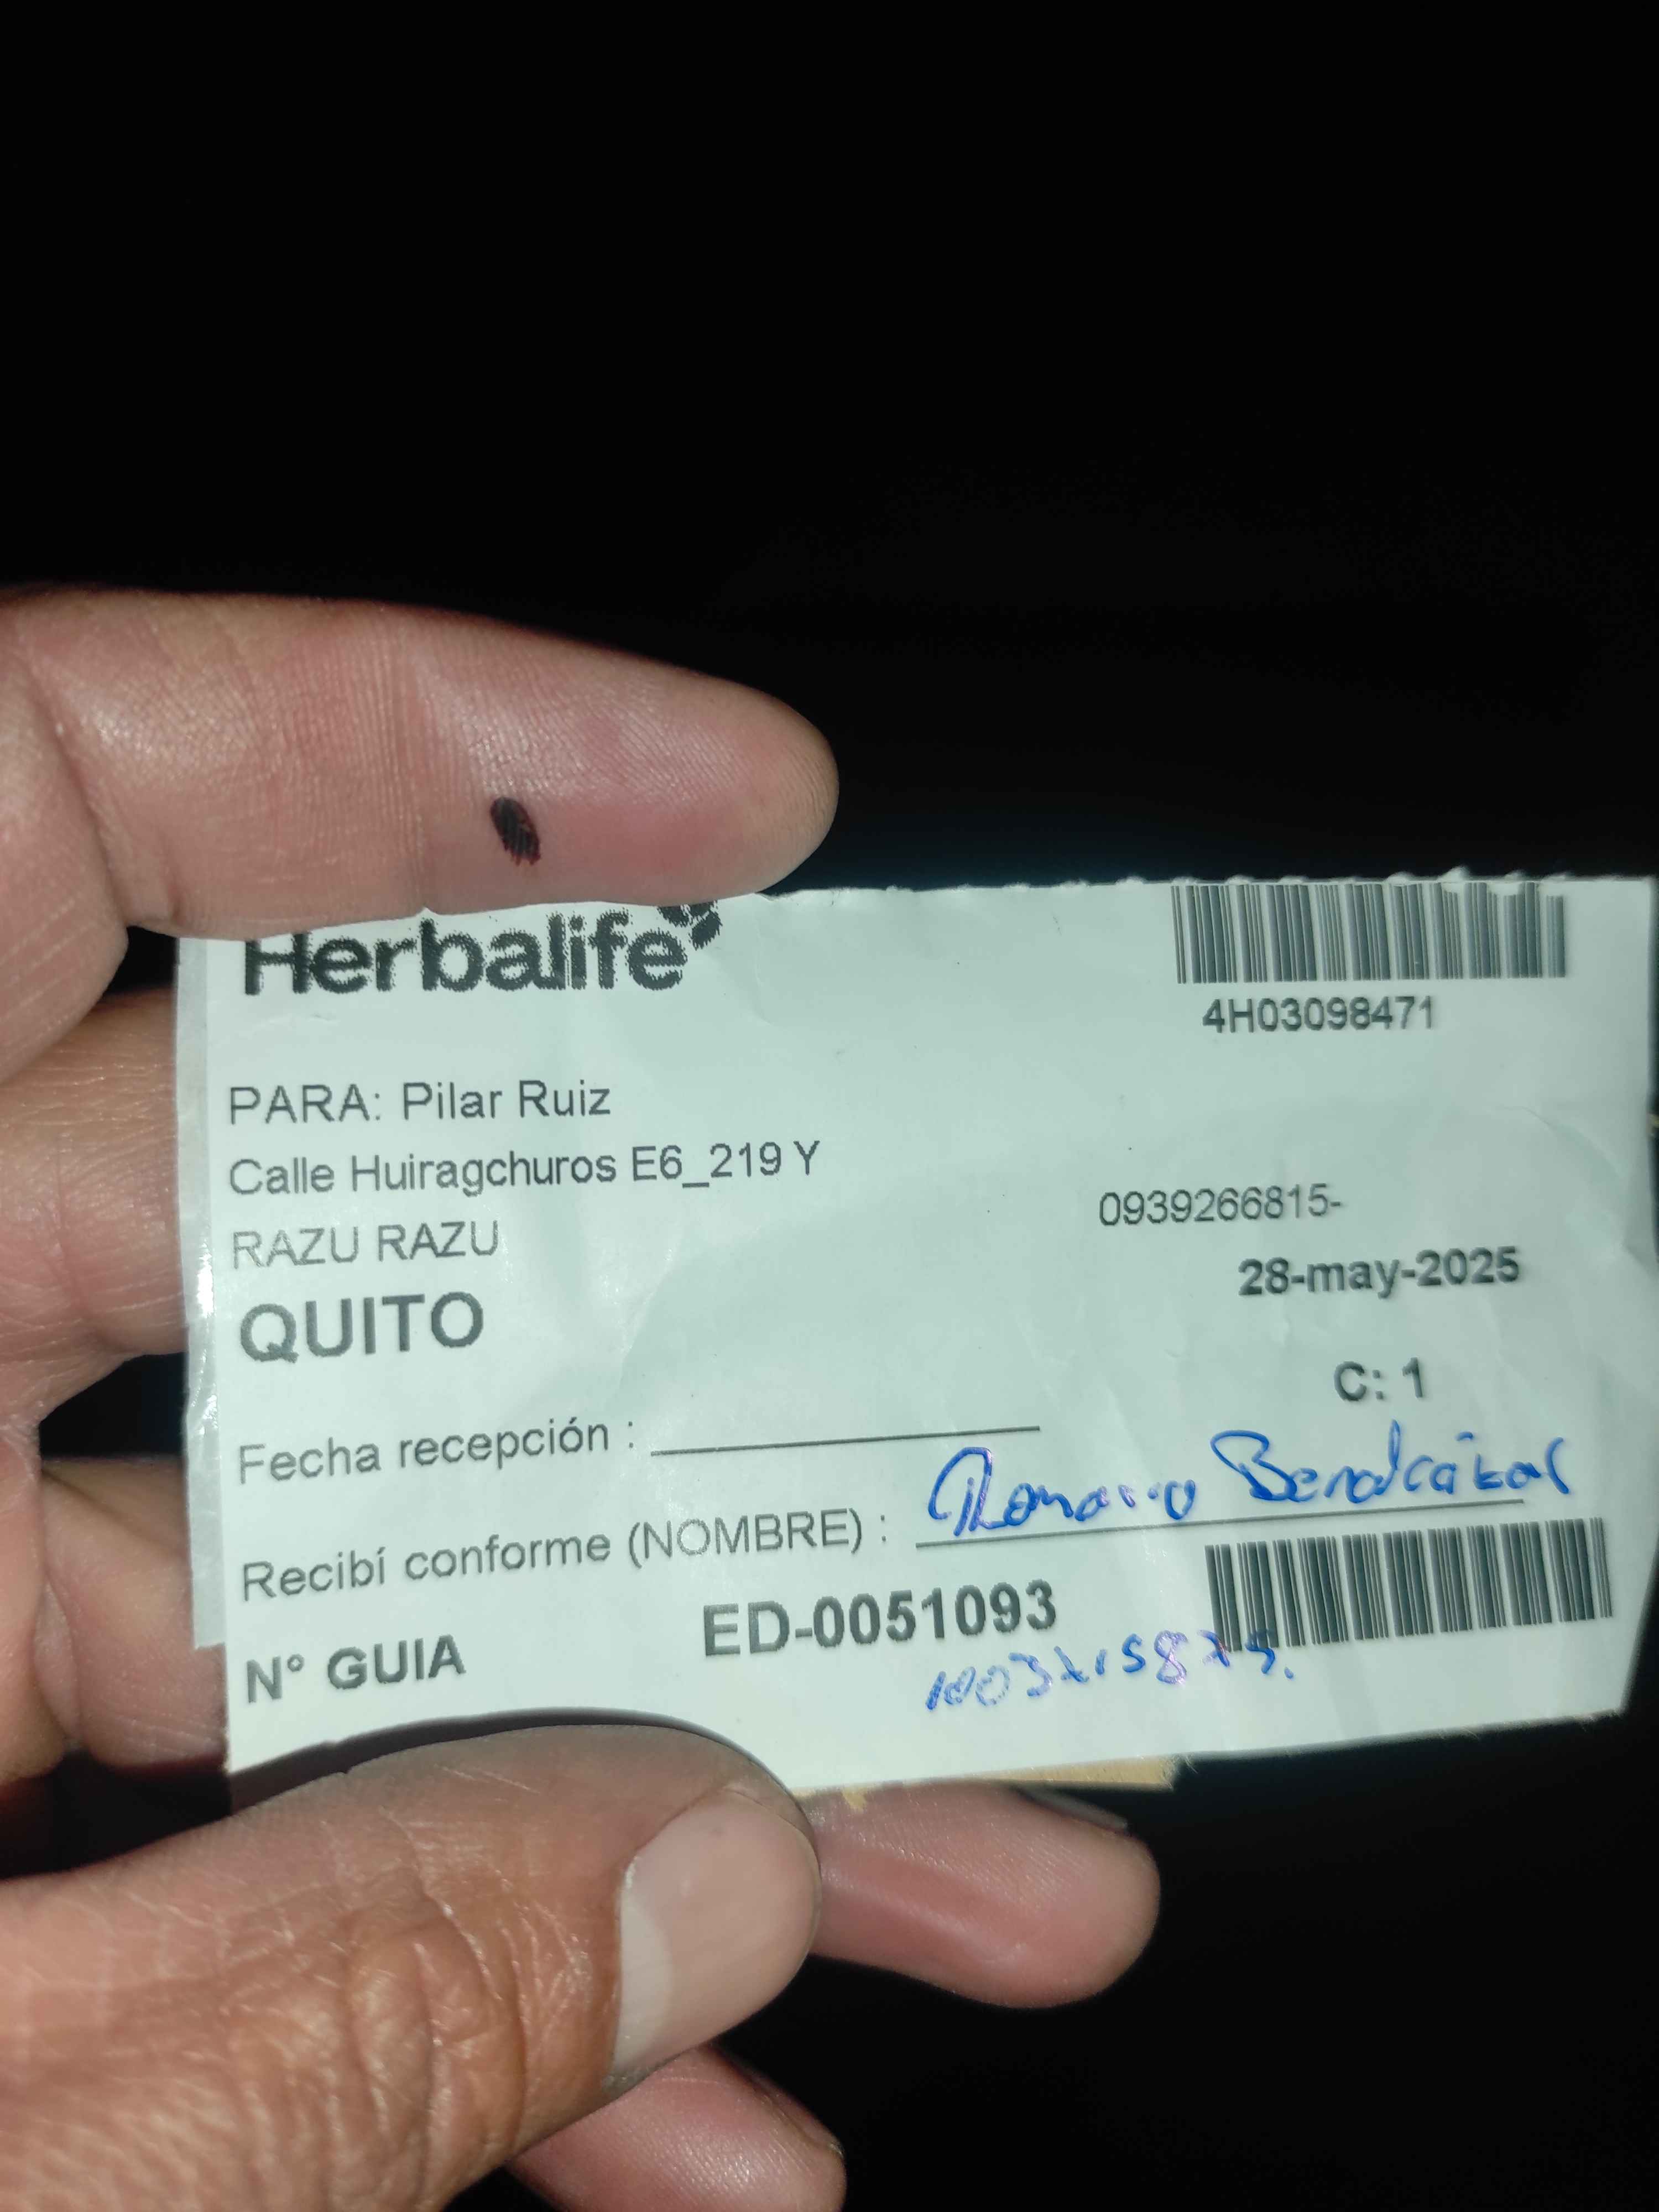 Herbalife
4H03098471
PARA: Pilar Ruiz
Calle Huiragchuros E6_219 Y
RAZU RAZU
0939266815-
QUITO
28-may-2025
C: 1
Fecha recepción :
Recibí conforme (NOMBRE) :
N° GUIA ED-0051093